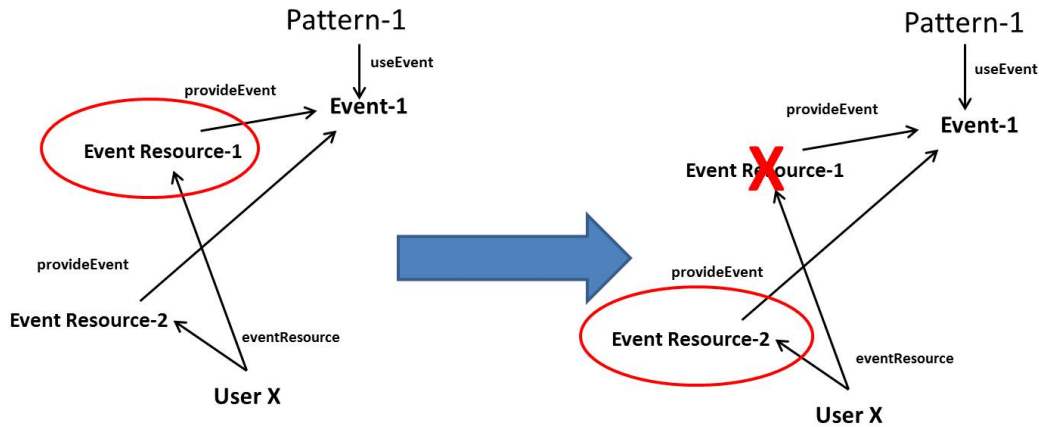 Pattern-1
useEvent
provideEvent
Event-1
Event Resource-1
provideEvent
Event Resource-2
eventResource
User X
Pattern-1
useEvent
provideEvent
Event-1
Event Resource-1
X
provideEvent
Event Resource-2
eventResource
User X